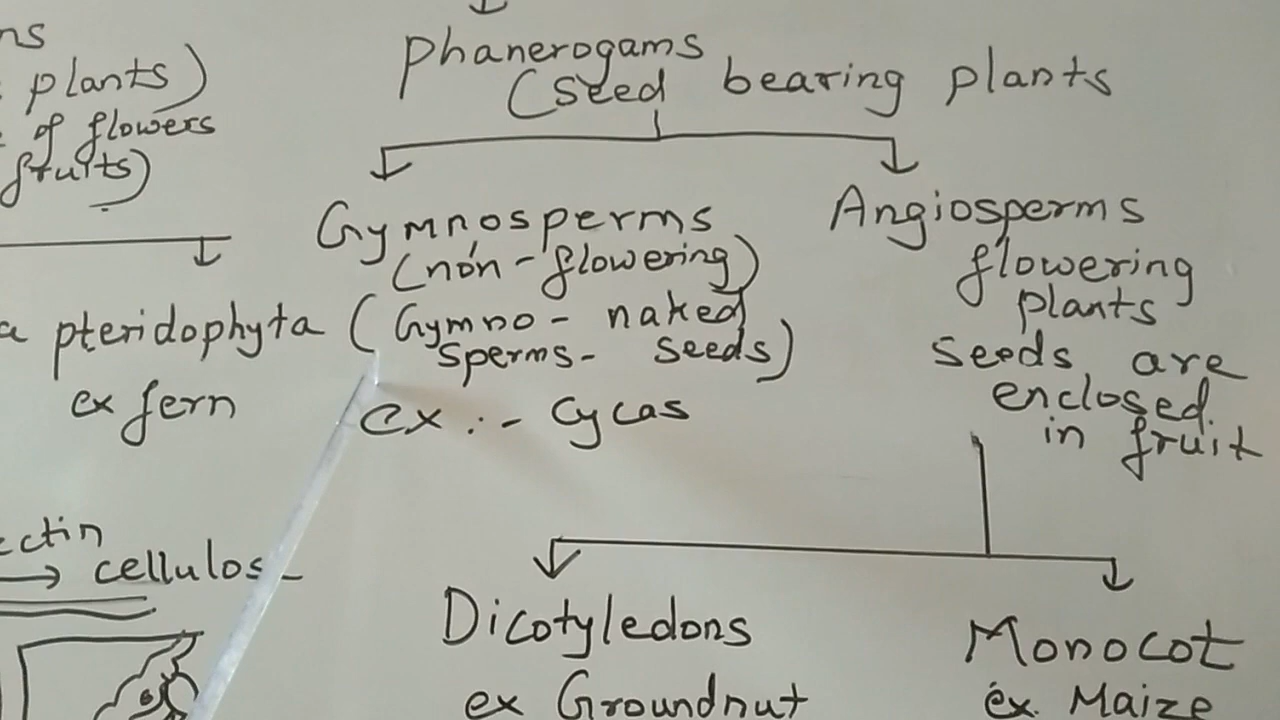 plants)
of flowers
fruits)
pteridophyta
ex fern
Phanerogams
(Seed bearing plants
Gymnosperms
(non-flowering)
(Gymno - naked
sperms - seeds)
ex :- Cycas
Angiosperms
flowering
plants
seeds are
enclosed
in fruit
cellulos
Dicotyledons
ex Groundnut
Monocot
ex. Maize